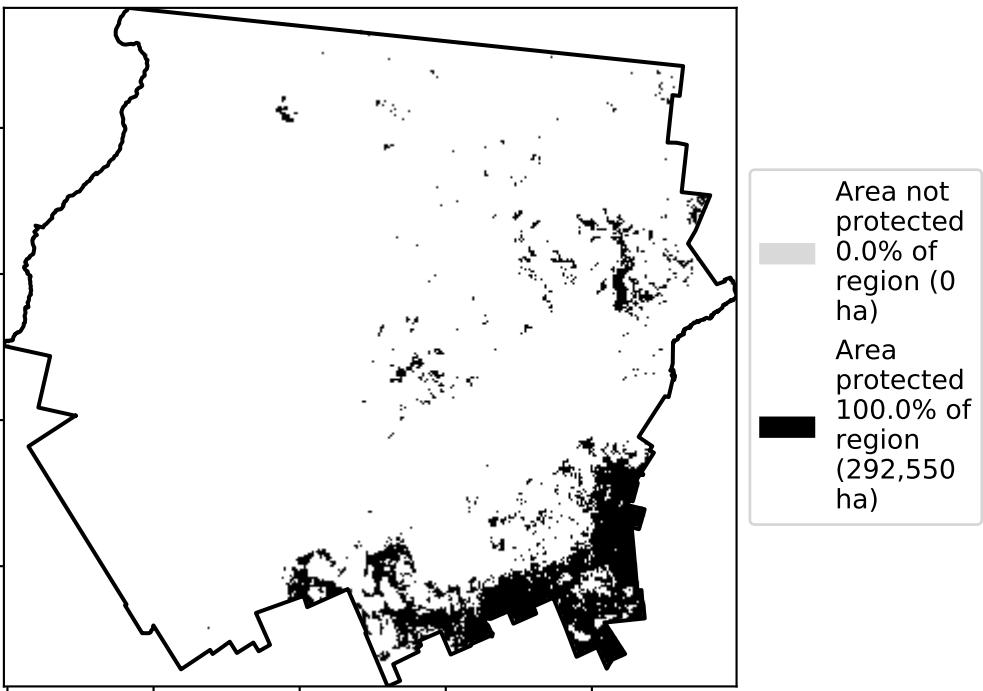 Area not
protected
0.0% of
region (0
ha)
Area
protected
100.0% of
region
(292,550
ha)